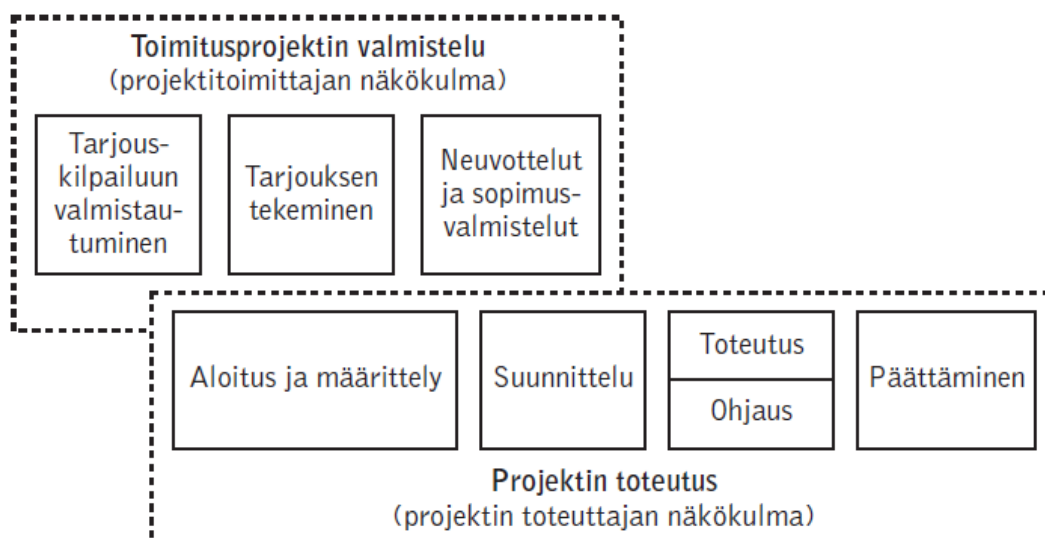 Toimitusprojektin valmistelu
(projektitoimittajan näkökulma)
Tarjous-
kilpailuun
valmistau-
tuminen
Tarjouksen
tekeminen
Neuvottelut
ja sopimus-
valmistelut
Aloitus ja määrittely
Suunnittelu
Toteutus
Ohjaus
Päättäminen
Projektin toteutus
(projektin toteuttajan näkökulma)